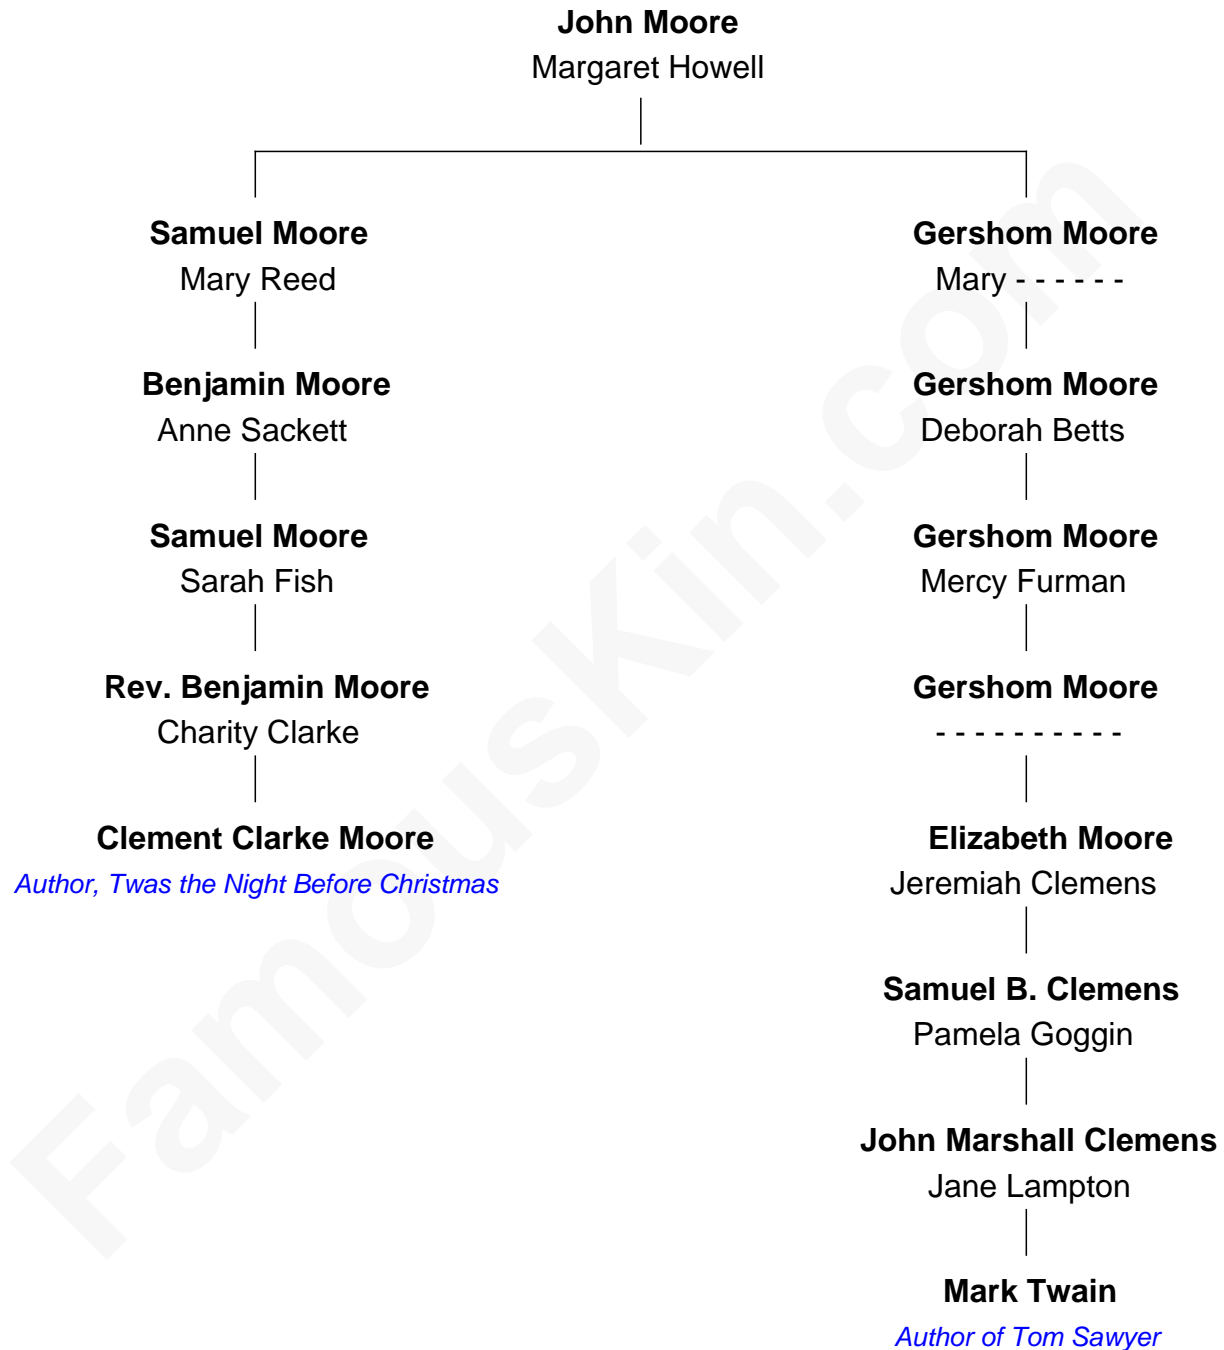 John Moore
Margaret Howell
Samuel Moore
Mary Reed
Benjamin Moore
Anne Sackett
Samuel Moore
Sarah Fish
Rev. Benjamin Moore
Charity Clarke
Clement Clarke Moore
Author, Twas the Night Before Christmas
Gershom Moore
Mary - - - - - -
Gershom Moore
Deborah Betts
Gershom Moore
Mercy Furman
Gershom Moore
- - - - - - - - - -
Elizabeth Moore
Jeremiah Clemens
Samuel B. Clemens
Pamela Goggin
John Marshall Clemens
Jane Lampton
Mark Twain
Author of Tom Sawyer
FamousKin.com